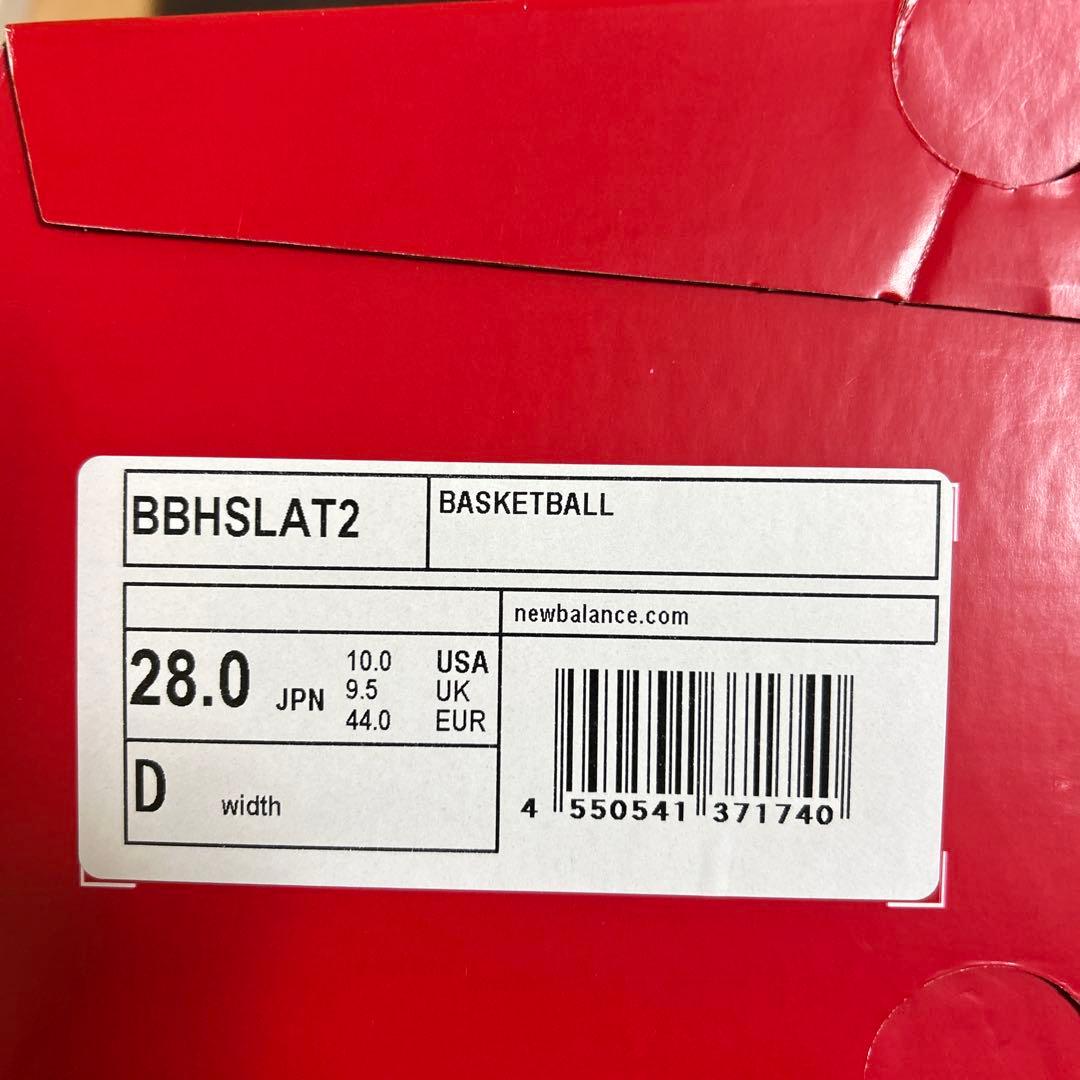 BBHSLAT2
BASKETBALL
newbalance.com
28.0 JPN
10.0 USA
9.5 UK
44.0 EUR
D width
4 550541 371740